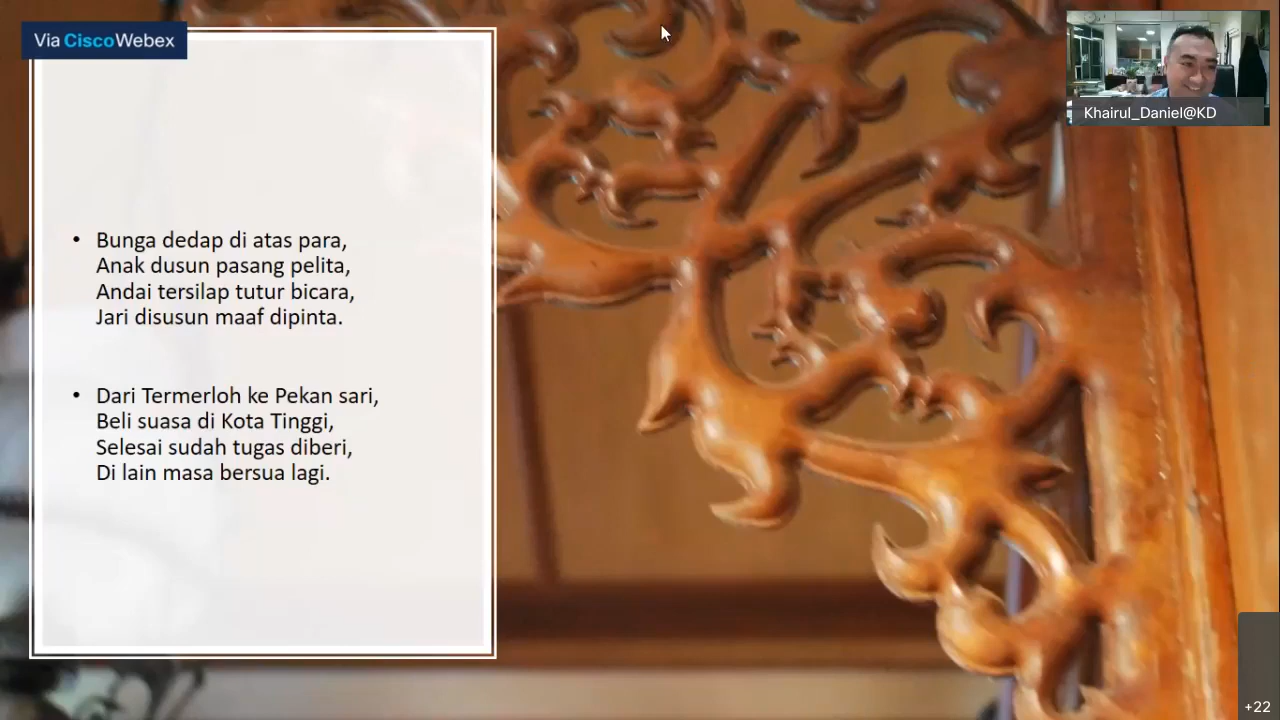 Via CiscoWebex
Khairul_Daniel@KD
• Bunga dedap di atas para,
Anak dusun pasang pelita,
Andai tersilap tutur bicara,
Jari disusun maaf dipinta.
• Dari Termerloh ke Pekan sari,
Beli suasa di Kota Tinggi,
Selesai sudah tugas diberi,
Di lain masa bersua lagi.
+22